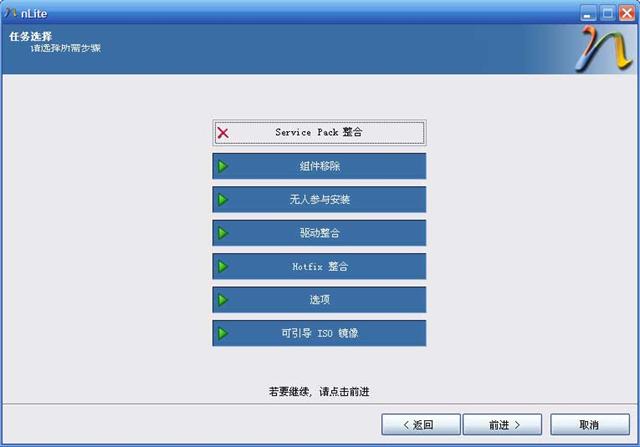 nLite
任务选择
请选择所需步骤
Service Pack 整合
组件移除
无人参与安装
驱动整合
Hotfix 整合
选项
可引导 ISO 镜像
若要继续, 请点击前进
< 返回
前进 >
取消